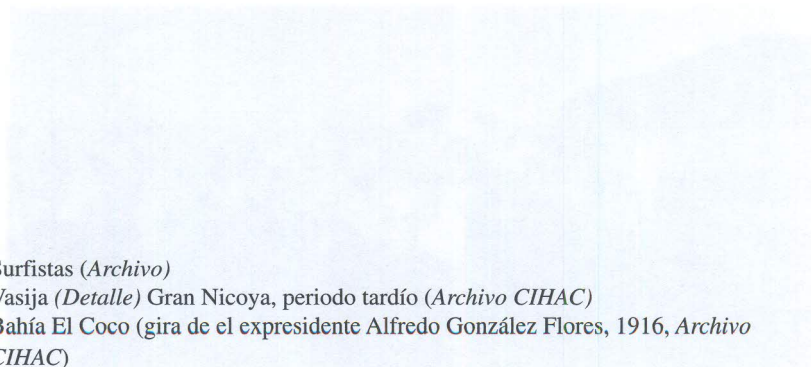 Surfistas (Archivo)
Vasija (Detalle) Gran Nicoya, periodo tardío (Archivo CIHAC)
Bahía El Coco (gira de el expresidente Alfredo González Flores, 1916, Archivo
CIHAC)